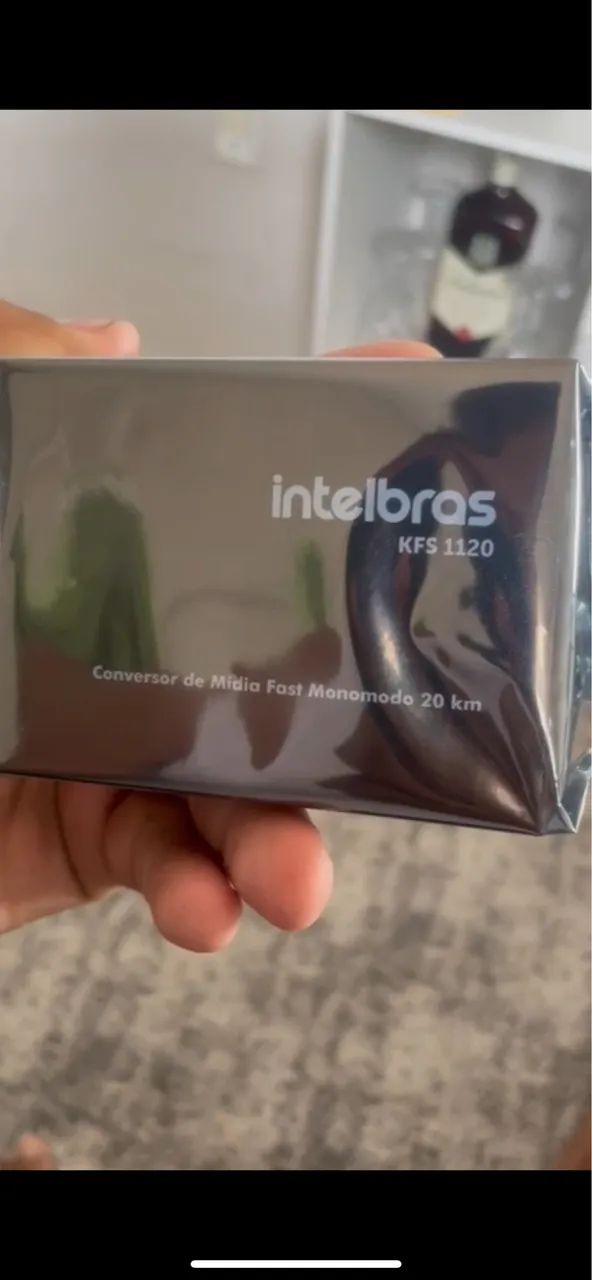 intelbras
KFS 1120
Conversor de Mídia Fast Monomodo 20 km